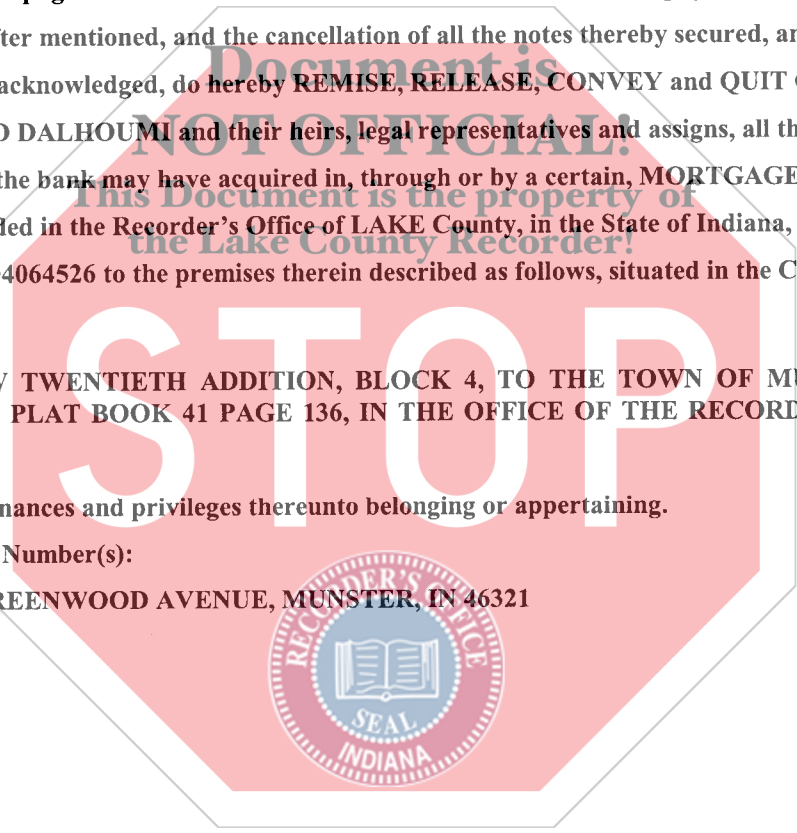 fter mentioned, and the cancellation of all the notes thereby secured, an
acknowledged, do hereby REMISE, RELEASE, CONVEY and QUIT
DALHOUMI and their heirs, legal representatives and assigns, all th
the bank may have acquired in, through or by a certain, MORTGAGE
ded in the Recorder's Office of LAKE County, in the State of Indiana,
4064526 to the premises therein described as follows, situated in the C
Document is
NOT OFFICIAL!
This Document is the property of
the Lake County Recorder!
STOP
TWENTIETH ADDITION, BLOCK 4, TO THE TOWN OF MU
PLAT BOOK 41 PAGE 136, IN THE OFFICE OF THE RECORD
nances and privileges thereunto belonging or appertaining.
Number(s):
REENWOOD AVENUE, MUNSTER, IN 46321
RECORDER'S OFFICE
SEAL
INDIANA